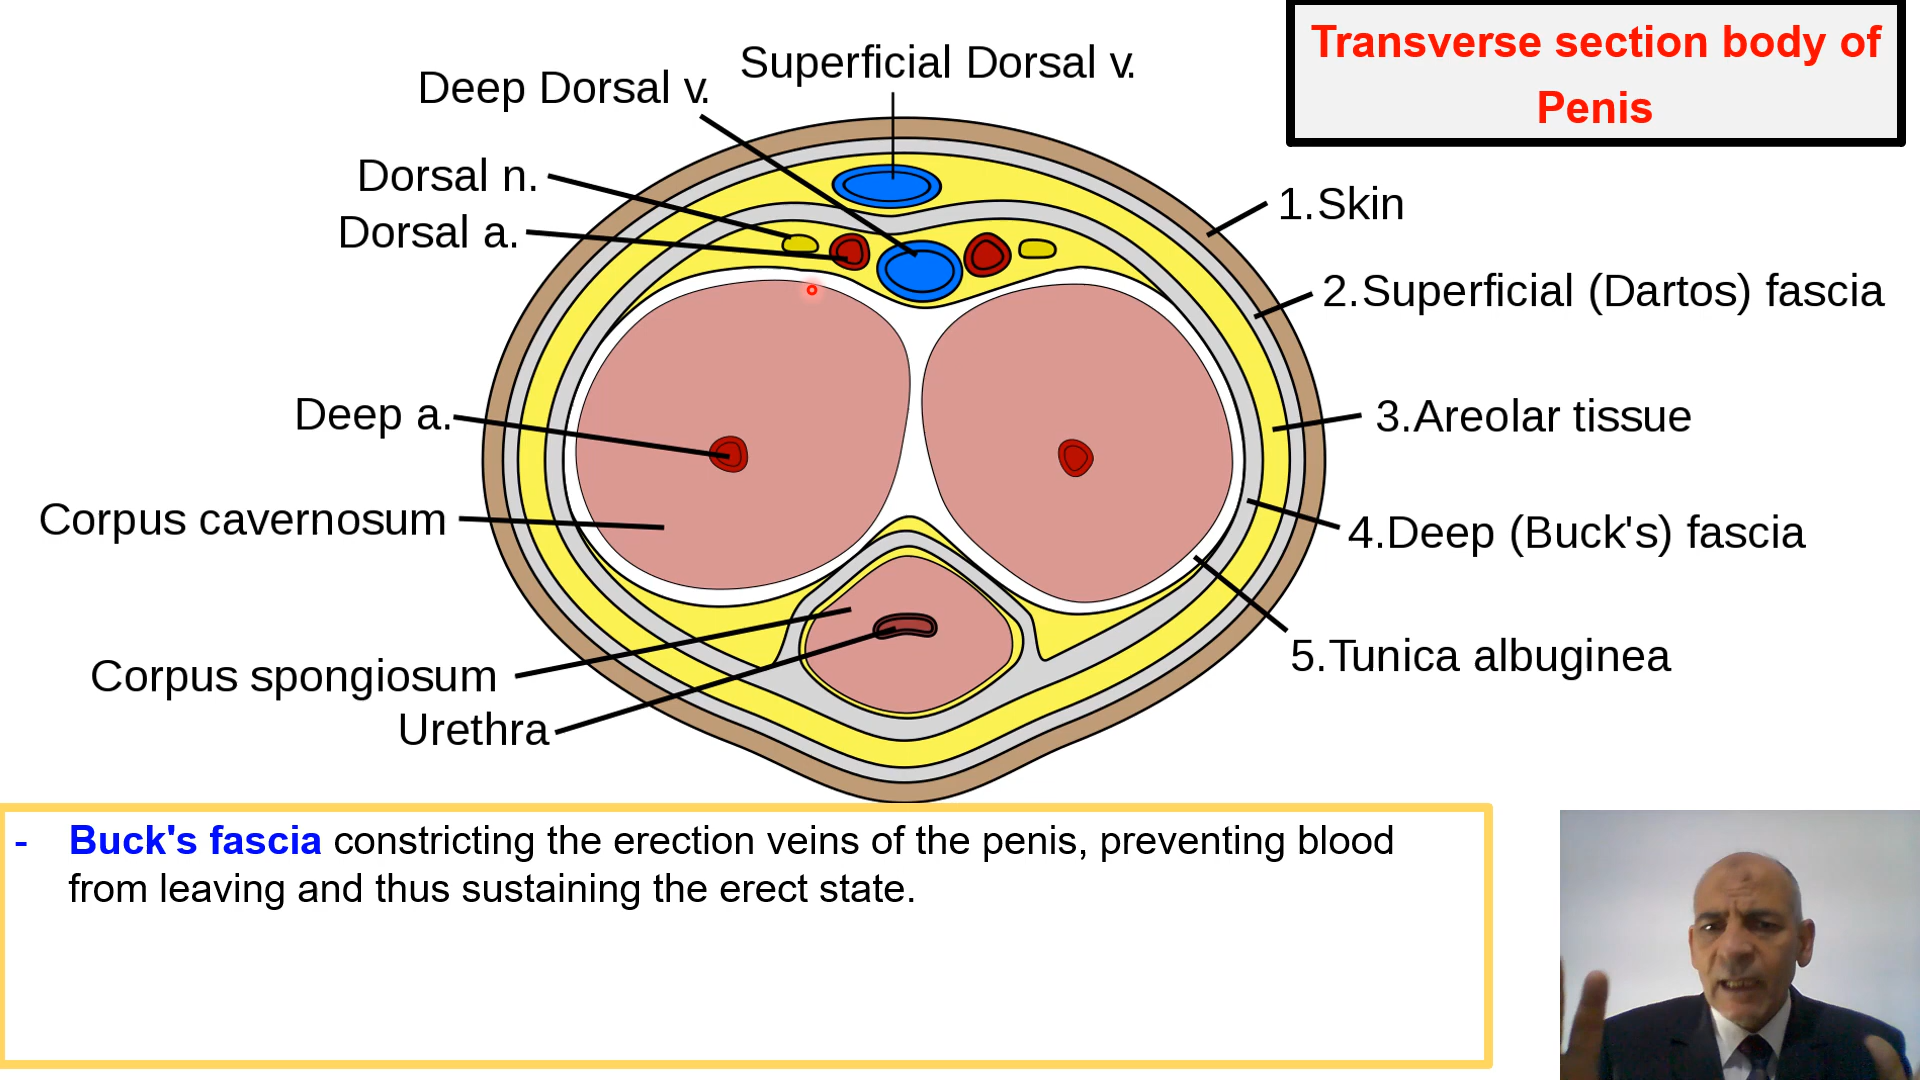 Transverse section body of
Penis
Superficial Dorsal v.
Deep Dorsal v.
Dorsal n.
Dorsal a.
Deep a.
Corpus cavernosum
Corpus spongiosum
Urethra
1.Skin
2.Superficial (Dartos) fascia
3.Areolar tissue
4.Deep (Buck's) fascia
5.Tunica albuginea
- Buck's fascia constricting the erection veins of the penis, preventing blood
from leaving and thus sustaining the erect state.